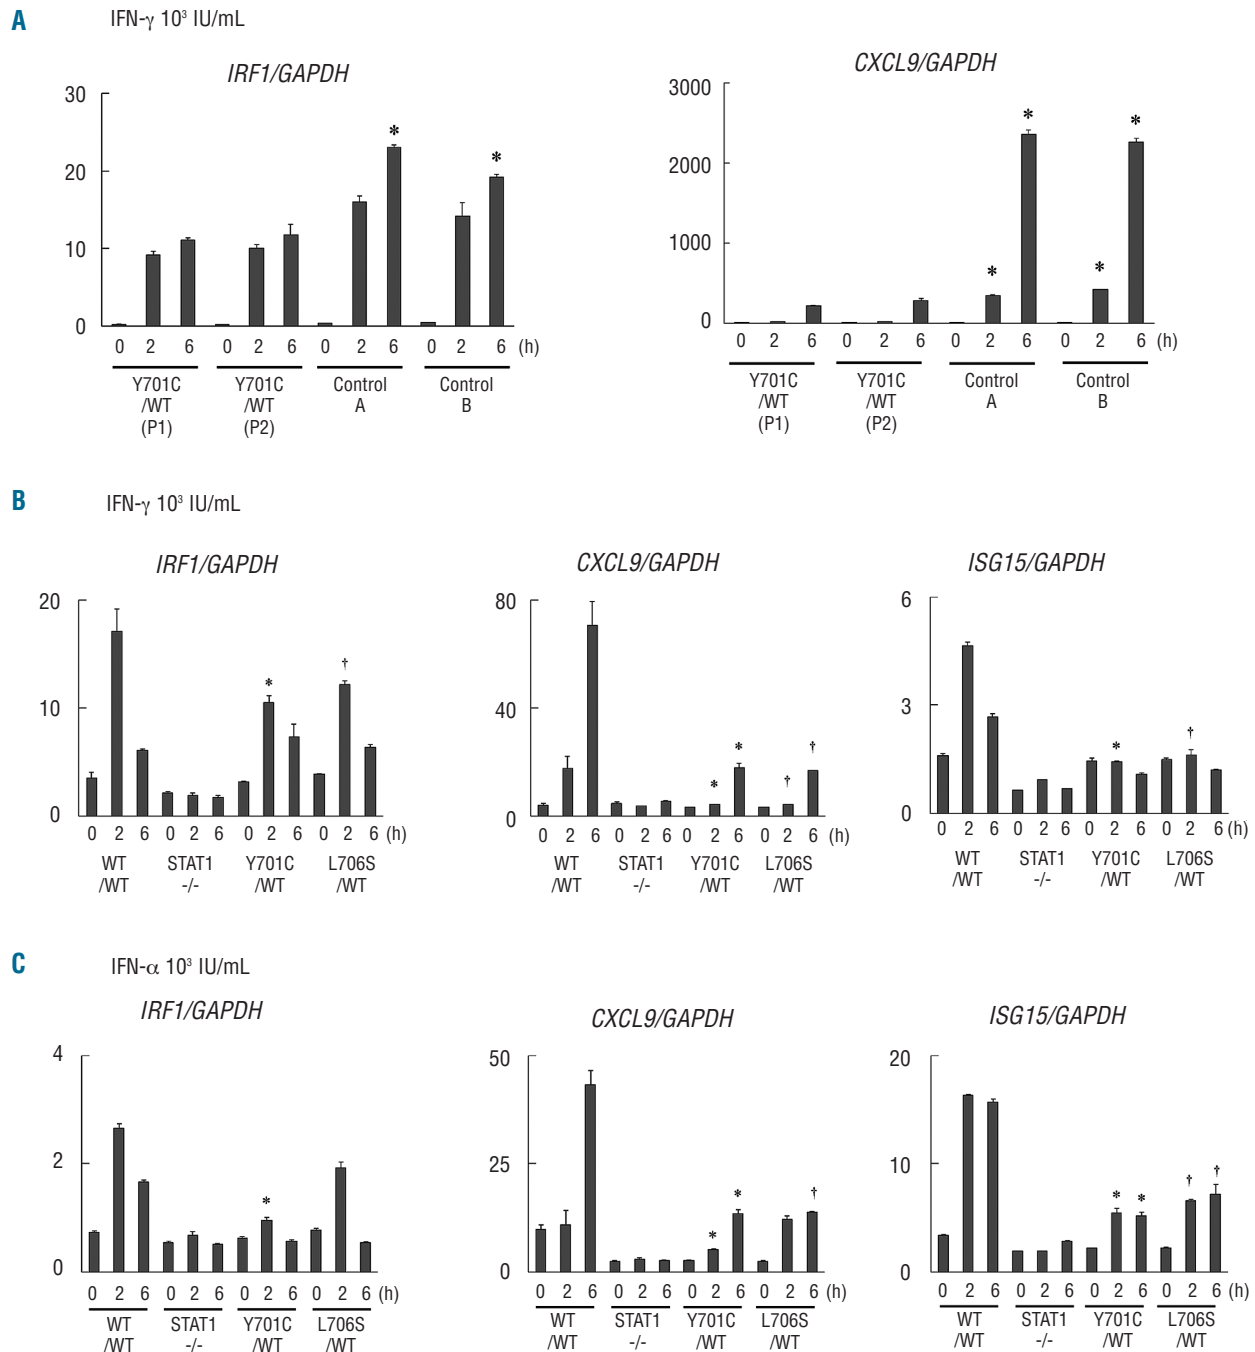 A
IFN-γ 10³ IU/mL
IRF1/GAPDH
30
20
10
0
* *
0 2 6 0 2 6 0 2 6 0 2 6 (h)
Y701C /WT (P1)
Y701C /WT (P2)
Control A
Control B
CXCL9/GAPDH
3000
2000
1000
0
* * * *
0 2 6 0 2 6 0 2 6 0 2 6 (h)
Y701C /WT (P1)
Y701C /WT (P2)
Control A
Control B
B
IFN-γ 10³ IU/mL
IRF1/GAPDH
20
10
0
* †
0 2 6 0 2 6 0 2 6 0 2 6 (h)
WT /WT
STAT1 -/-
Y701C /WT
L706S /WT
CXCL9/GAPDH
80
40
0
* * † †
0 2 6 0 2 6 0 2 6 0 2 6 (h)
WT /WT
STAT1 -/-
Y701C /WT
L706S /WT
ISG15/GAPDH
6
3
0
* †
0 2 6 0 2 6 0 2 6 0 2 6 (h)
WT /WT
STAT1 -/-
Y701C /WT
L706S /WT
C
IFN-α 10³ IU/mL
IRF1/GAPDH
4
2
0
*
0 2 6 0 2 6 0 2 6 0 2 6 (h)
WT /WT
STAT1 -/-
Y701C /WT
L706S /WT
CXCL9/GAPDH
50
25
0
* * †
0 2 6 0 2 6 0 2 6 0 2 6 (h)
WT /WT
STAT1 -/-
Y701C /WT
L706S /WT
ISG15/GAPDH
20
10
0
* * † †
0 2 6 0 2 6 0 2 6 0 2 6 (h)
WT /WT
STAT1 -/-
Y701C /WT
L706S /WT